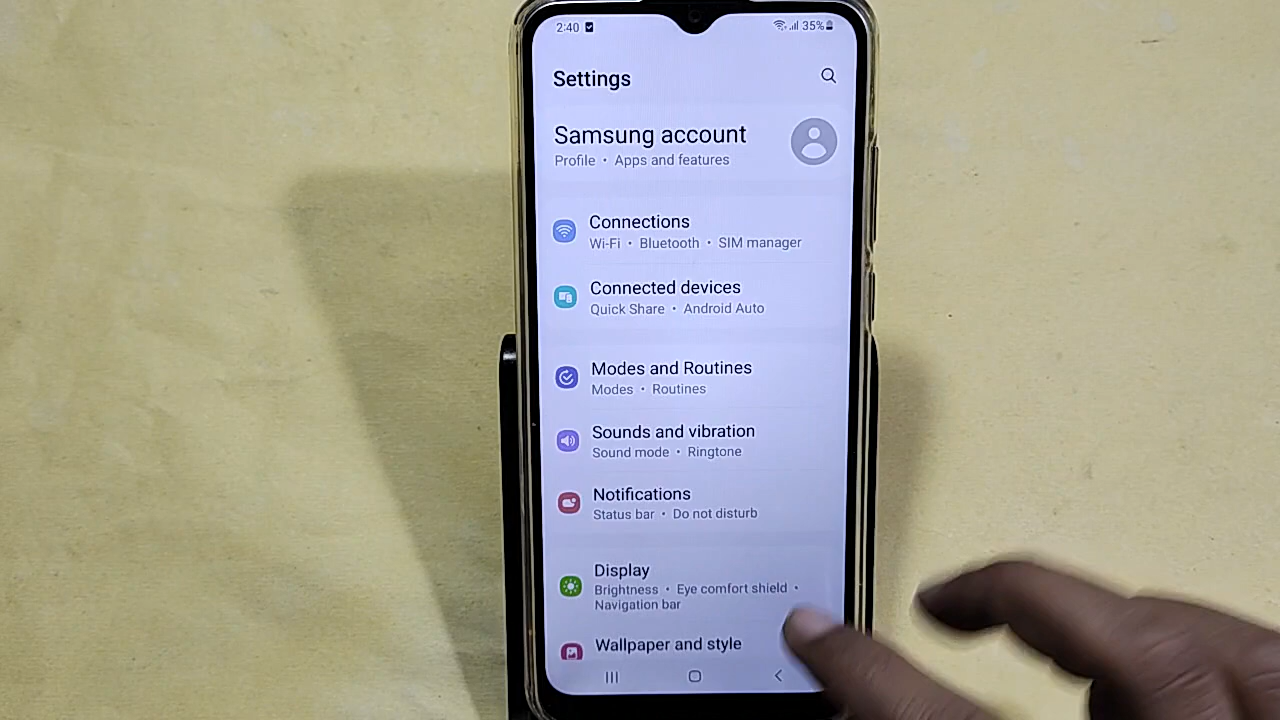 2:40 35%
Settings
Samsung account
Profile • Apps and features
Connections
Wi-Fi • Bluetooth • SIM manager
Connected devices
Quick Share • Android Auto
Modes and Routines
Modes • Routines
Sounds and vibration
Sound mode • Ringtone
Notifications
Status bar • Do not disturb
Display
Brightness • Eye comfort shield •
Navigation bar
Wallpaper and style